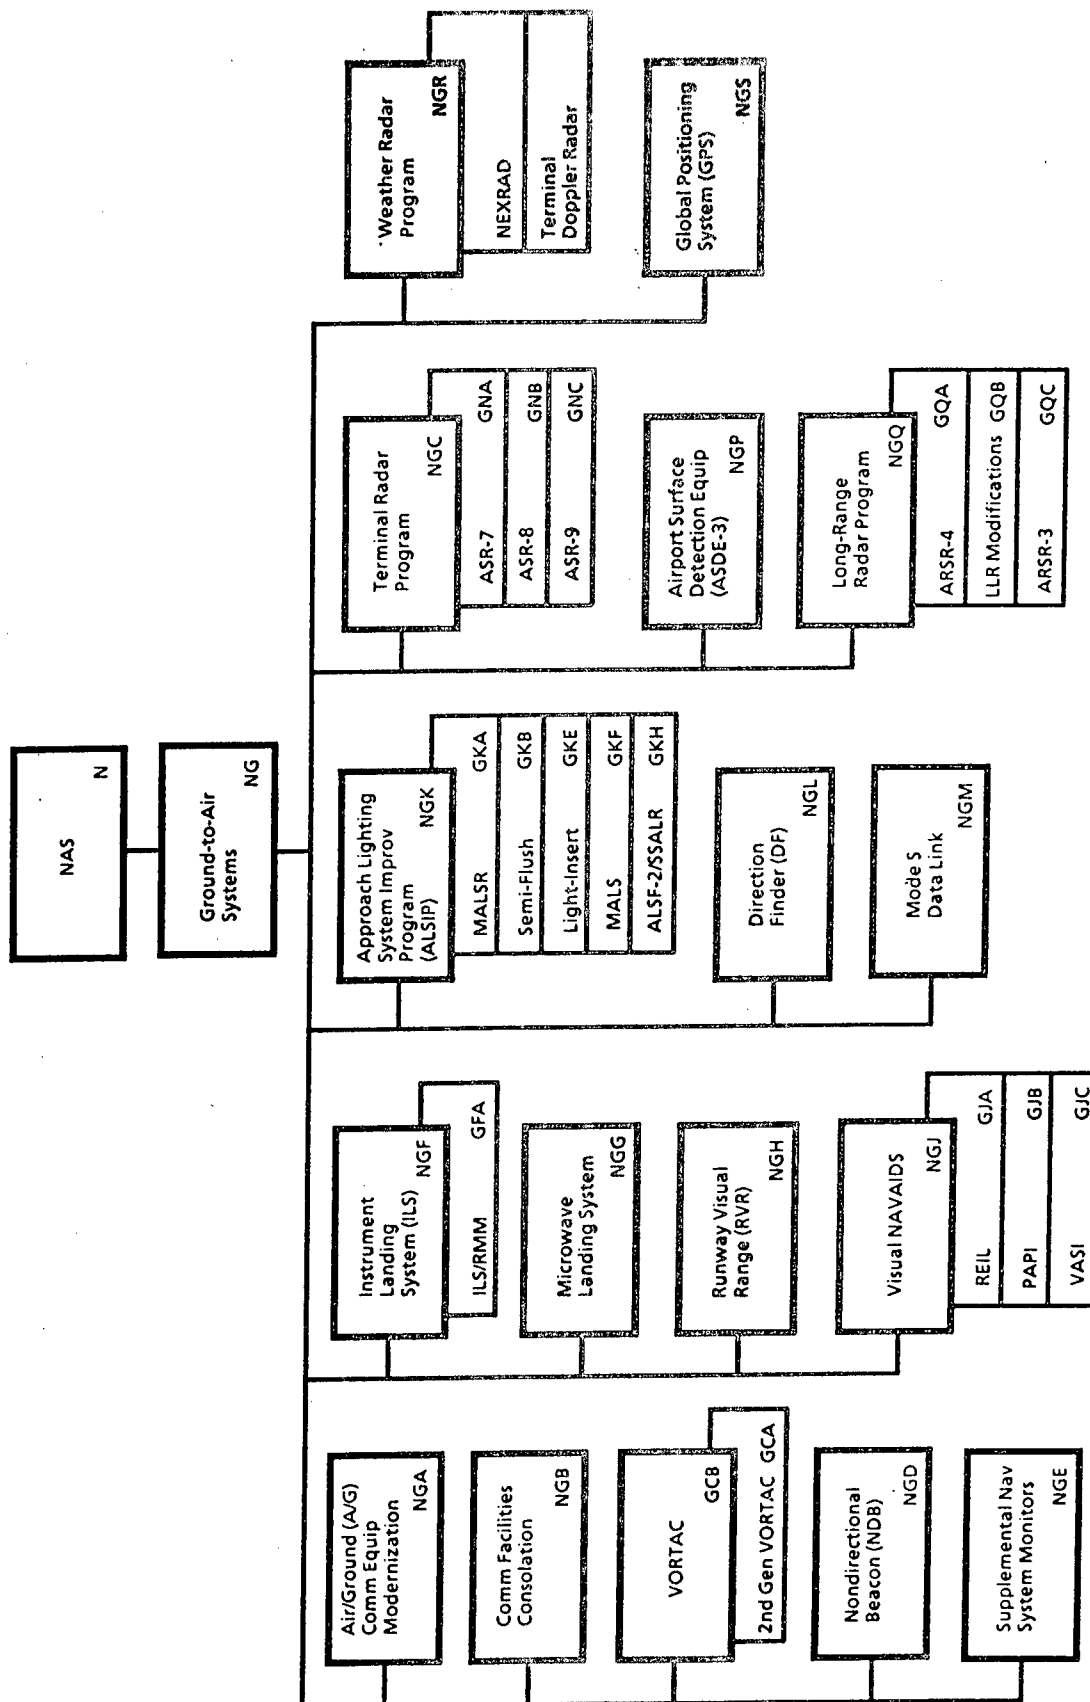 NAS
N
Ground-to-Air
Systems
NG
Air/Ground (A/G)
Comm Equip
Modernization
NGA
Comm Facilities
Consolation
NGB
VORTAC
GCB
2nd Gen VORTAC GCA
Nondirectional
Beacon (NDB)
NGD
Supplemental Nav
System Monitors
NGE
Instrument
Landing
System (ILS)
NGF
ILS/RMM GFA
Microwave
Landing System
NGG
Runway Visual
Range (RVR)
NGH
Visual NAVAIDS
NGJ
REIL GJA
PAPI GJB
VASI GJC
Approach Lighting
System Improv
Program
(ALSIP)
NGK
MALSR GKA
Semi-Flush GKB
Light-Insert GKE
MALS GKF
ALSF-2/SSALR GKH
Direction
Finder (DF)
NGL
Mode S
Data Link
NGM
Terminal Radar
Program
NGC
ASR-7 GNA
ASR-8 GNB
ASR-9 GNC
Airport Surface
Detection Equip
(ASDE-3)
NGP
Long-Range
Radar Program
NGQ
ARSR-4 GQA
LLR Modifications GQB
ARSR-3 GQC
Weather Radar
Program
NGR
NEXRAD
Terminal
Doppler Radar
Global Positioning
System (GPS)
NGS